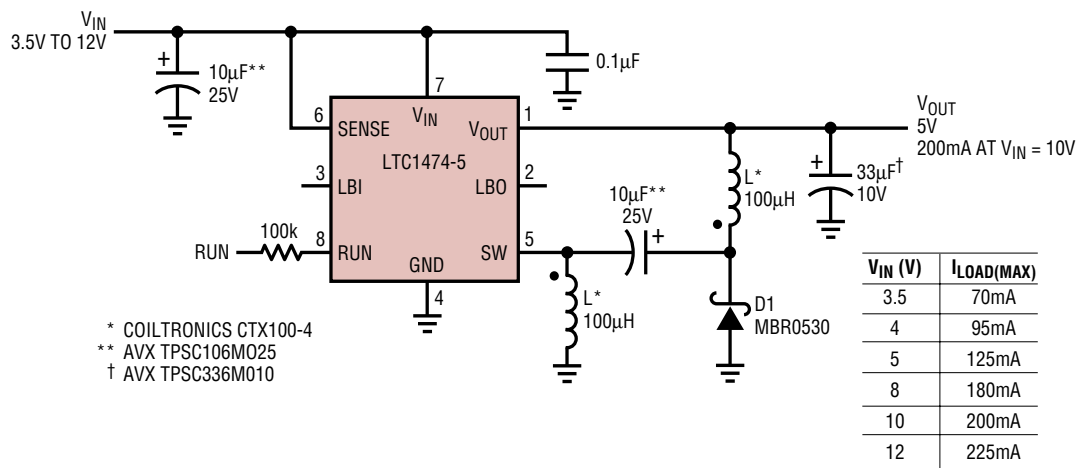 VIN
3.5V TO 12V
+
10µF**
25V
0.1µF
7
6
SENSE
VIN
VOUT
1
LTC1474-5
3
LBI
LBO
2
RUN
100k
8
RUN
GND
SW
5
4
VOUT
5V
200mA AT VIN = 10V
+
33µF†
10V
L*
100µH
10µF**
25V
+
L*
100µH
D1
MBR0530
* COILTRONICS CTX100-4
** AVX TPSC106MO25
† AVX TPSC336M010
VIN (V) ILOAD(MAX)
3.5 70mA
4 95mA
5 125mA
8 180mA
10 200mA
12 225mA